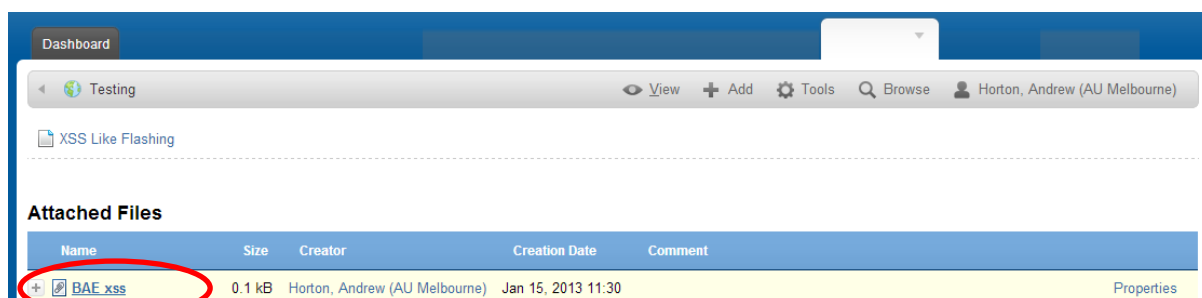 Dashboard
Testing View Add Tools Browse Horton, Andrew (AU Melbourne)
XSS Like Flashing
Attached Files
Name Size Creator Creation Date Comment
BAE xss 0.1 kB Horton, Andrew (AU Melbourne) Jan 15, 2013 11:30 Properties